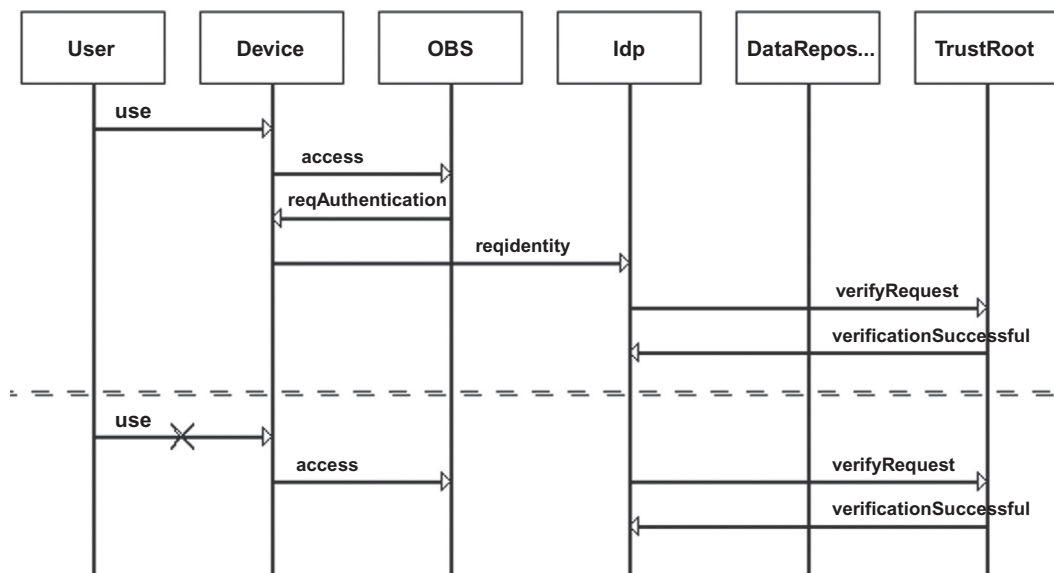 User Device OBS Idp DataRepos... TrustRoot
use
access
reqAuthentication
reqidentity
verifyRequest
verificationSuccessful
use
access verifyRequest
verificationSuccessful